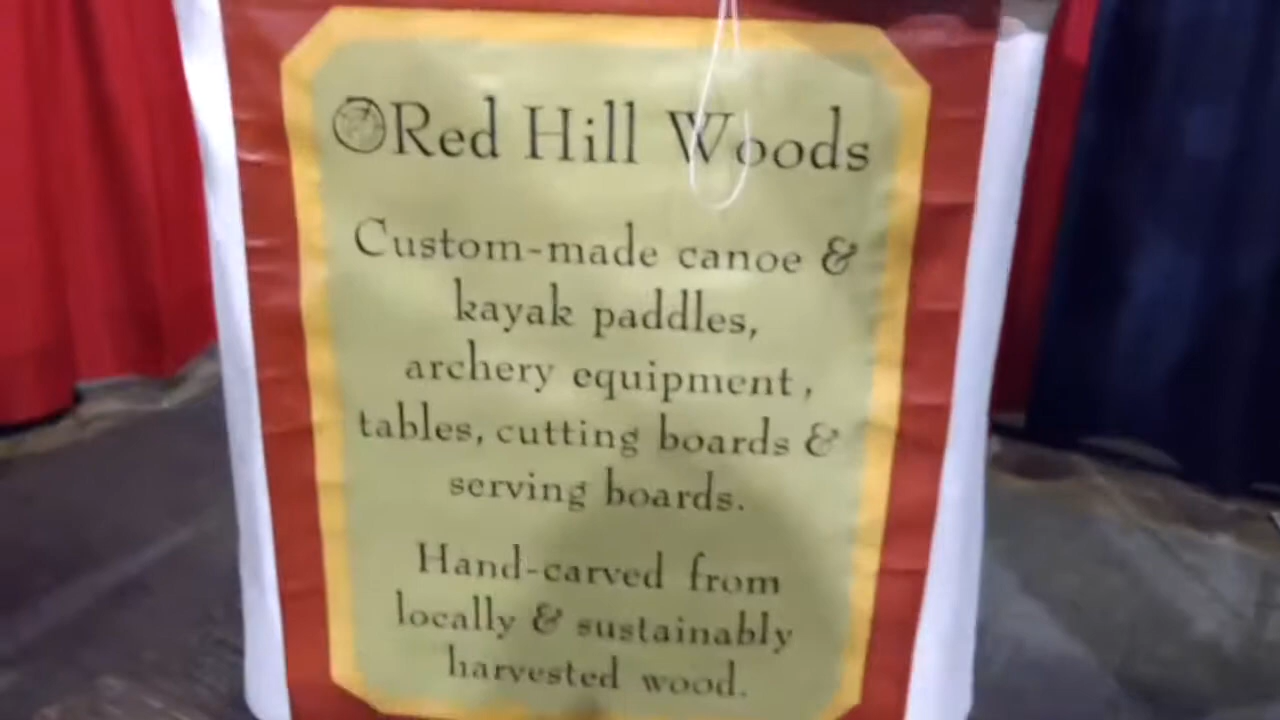 Red Hill Woods
Custom-made canoe &
kayak paddles,
archery equipment,
tables, cutting boards &
serving boards.
Hand-carved from
locally & sustainably
harvested wood.